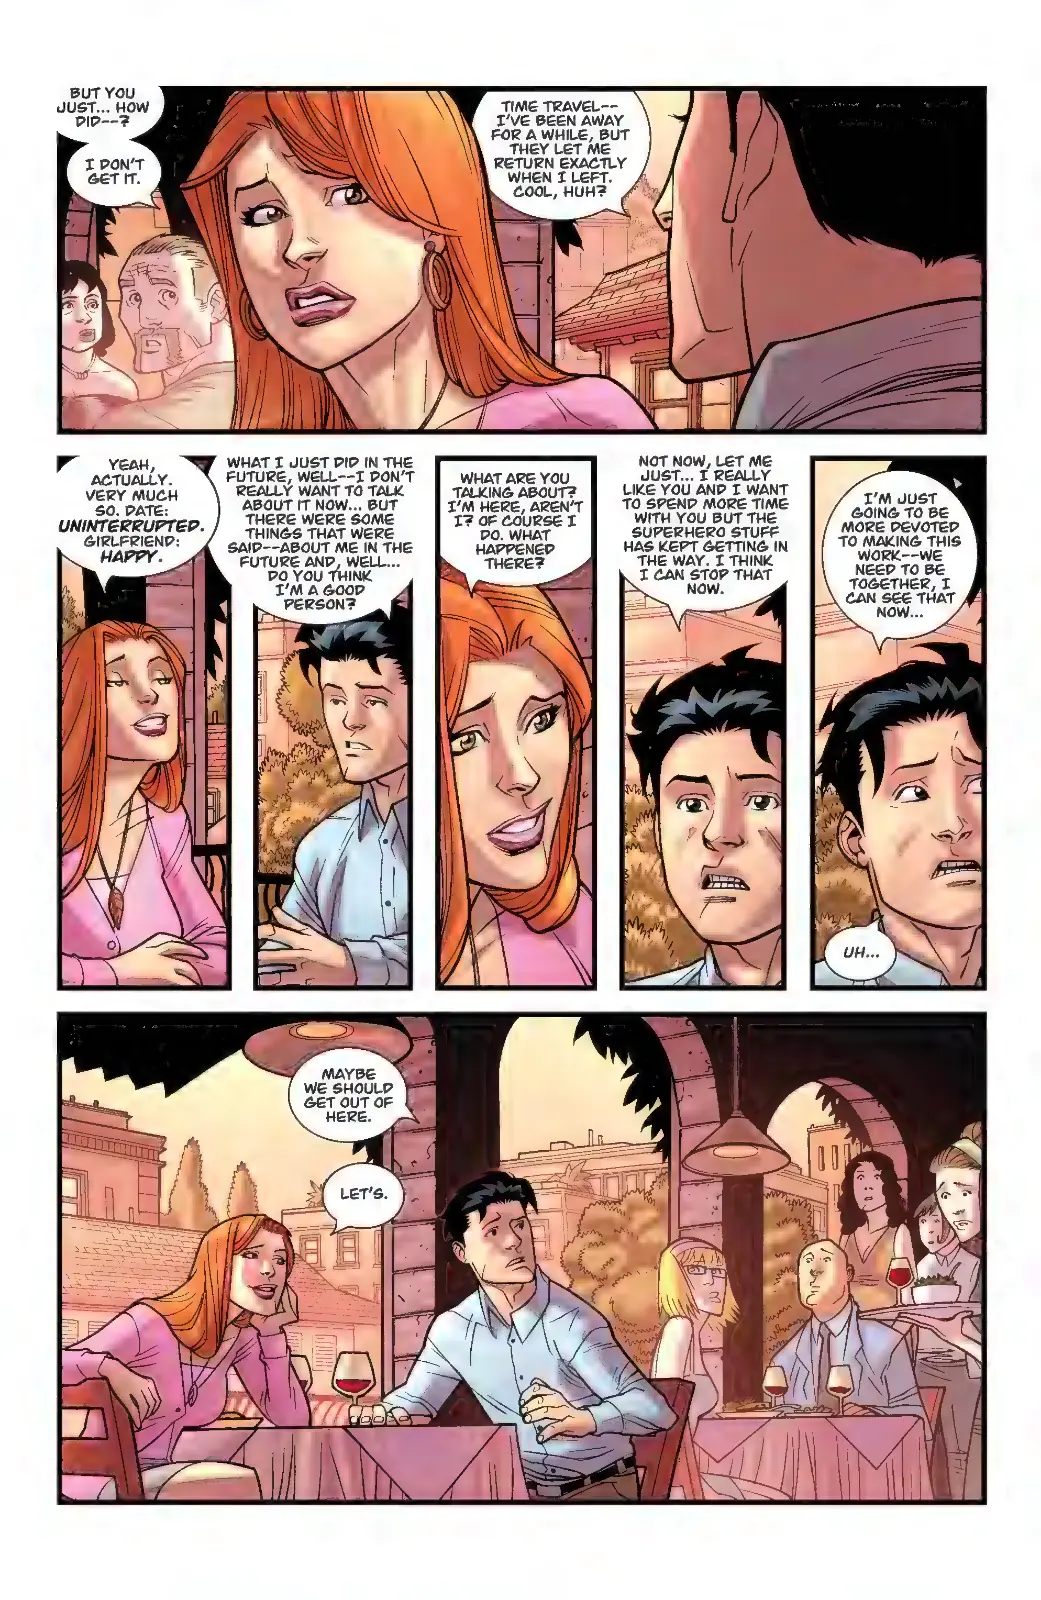 BUT YOU
JUST... HOW
DID--?
I DON'T
GET IT.
TIME TRAVEL--
I'VE BEEN AWAY
FOR A WHILE, BUT
THEY LET ME
RETURN EXACTLY
WHEN I LEFT.
COOL, HUH?
YEAH,
ACTUALLY.
VERY MUCH
SO. DATE:
UNINTERRUPTED.
GIRLFRIEND:
HAPPY.
WHAT I JUST DID IN THE
FUTURE, WELL--I DON'T
REALLY WANT TO TALK
ABOUT IT NOW... BUT
THERE WERE SOME
THINGS THAT WERE
SAID--ABOUT ME IN THE
FUTURE AND, WELL...
DO YOU THINK
I'M A GOOD
PERSON?
WHAT ARE YOU
TALKING ABOUT?
I'M HERE, AREN'T
I? OF COURSE I
DO. WHAT
HAPPENED
THERE?
NOT NOW, LET ME
JUST... I REALLY
LIKE YOU AND I WANT
TO SPEND MORE TIME
WITH YOU BUT THE
SUPERHERO STUFF
HAS KEPT GETTING IN
THE WAY. I THINK
I CAN STOP THAT
NOW.
I'M JUST
GOING TO BE
MORE DEVOTED
TO MAKING THIS
WORK--WE
NEED TO BE
TOGETHER, I
CAN SEE THAT
NOW...
UH...
MAYBE
WE SHOULD
GET OUT OF
HERE.
LET'S.